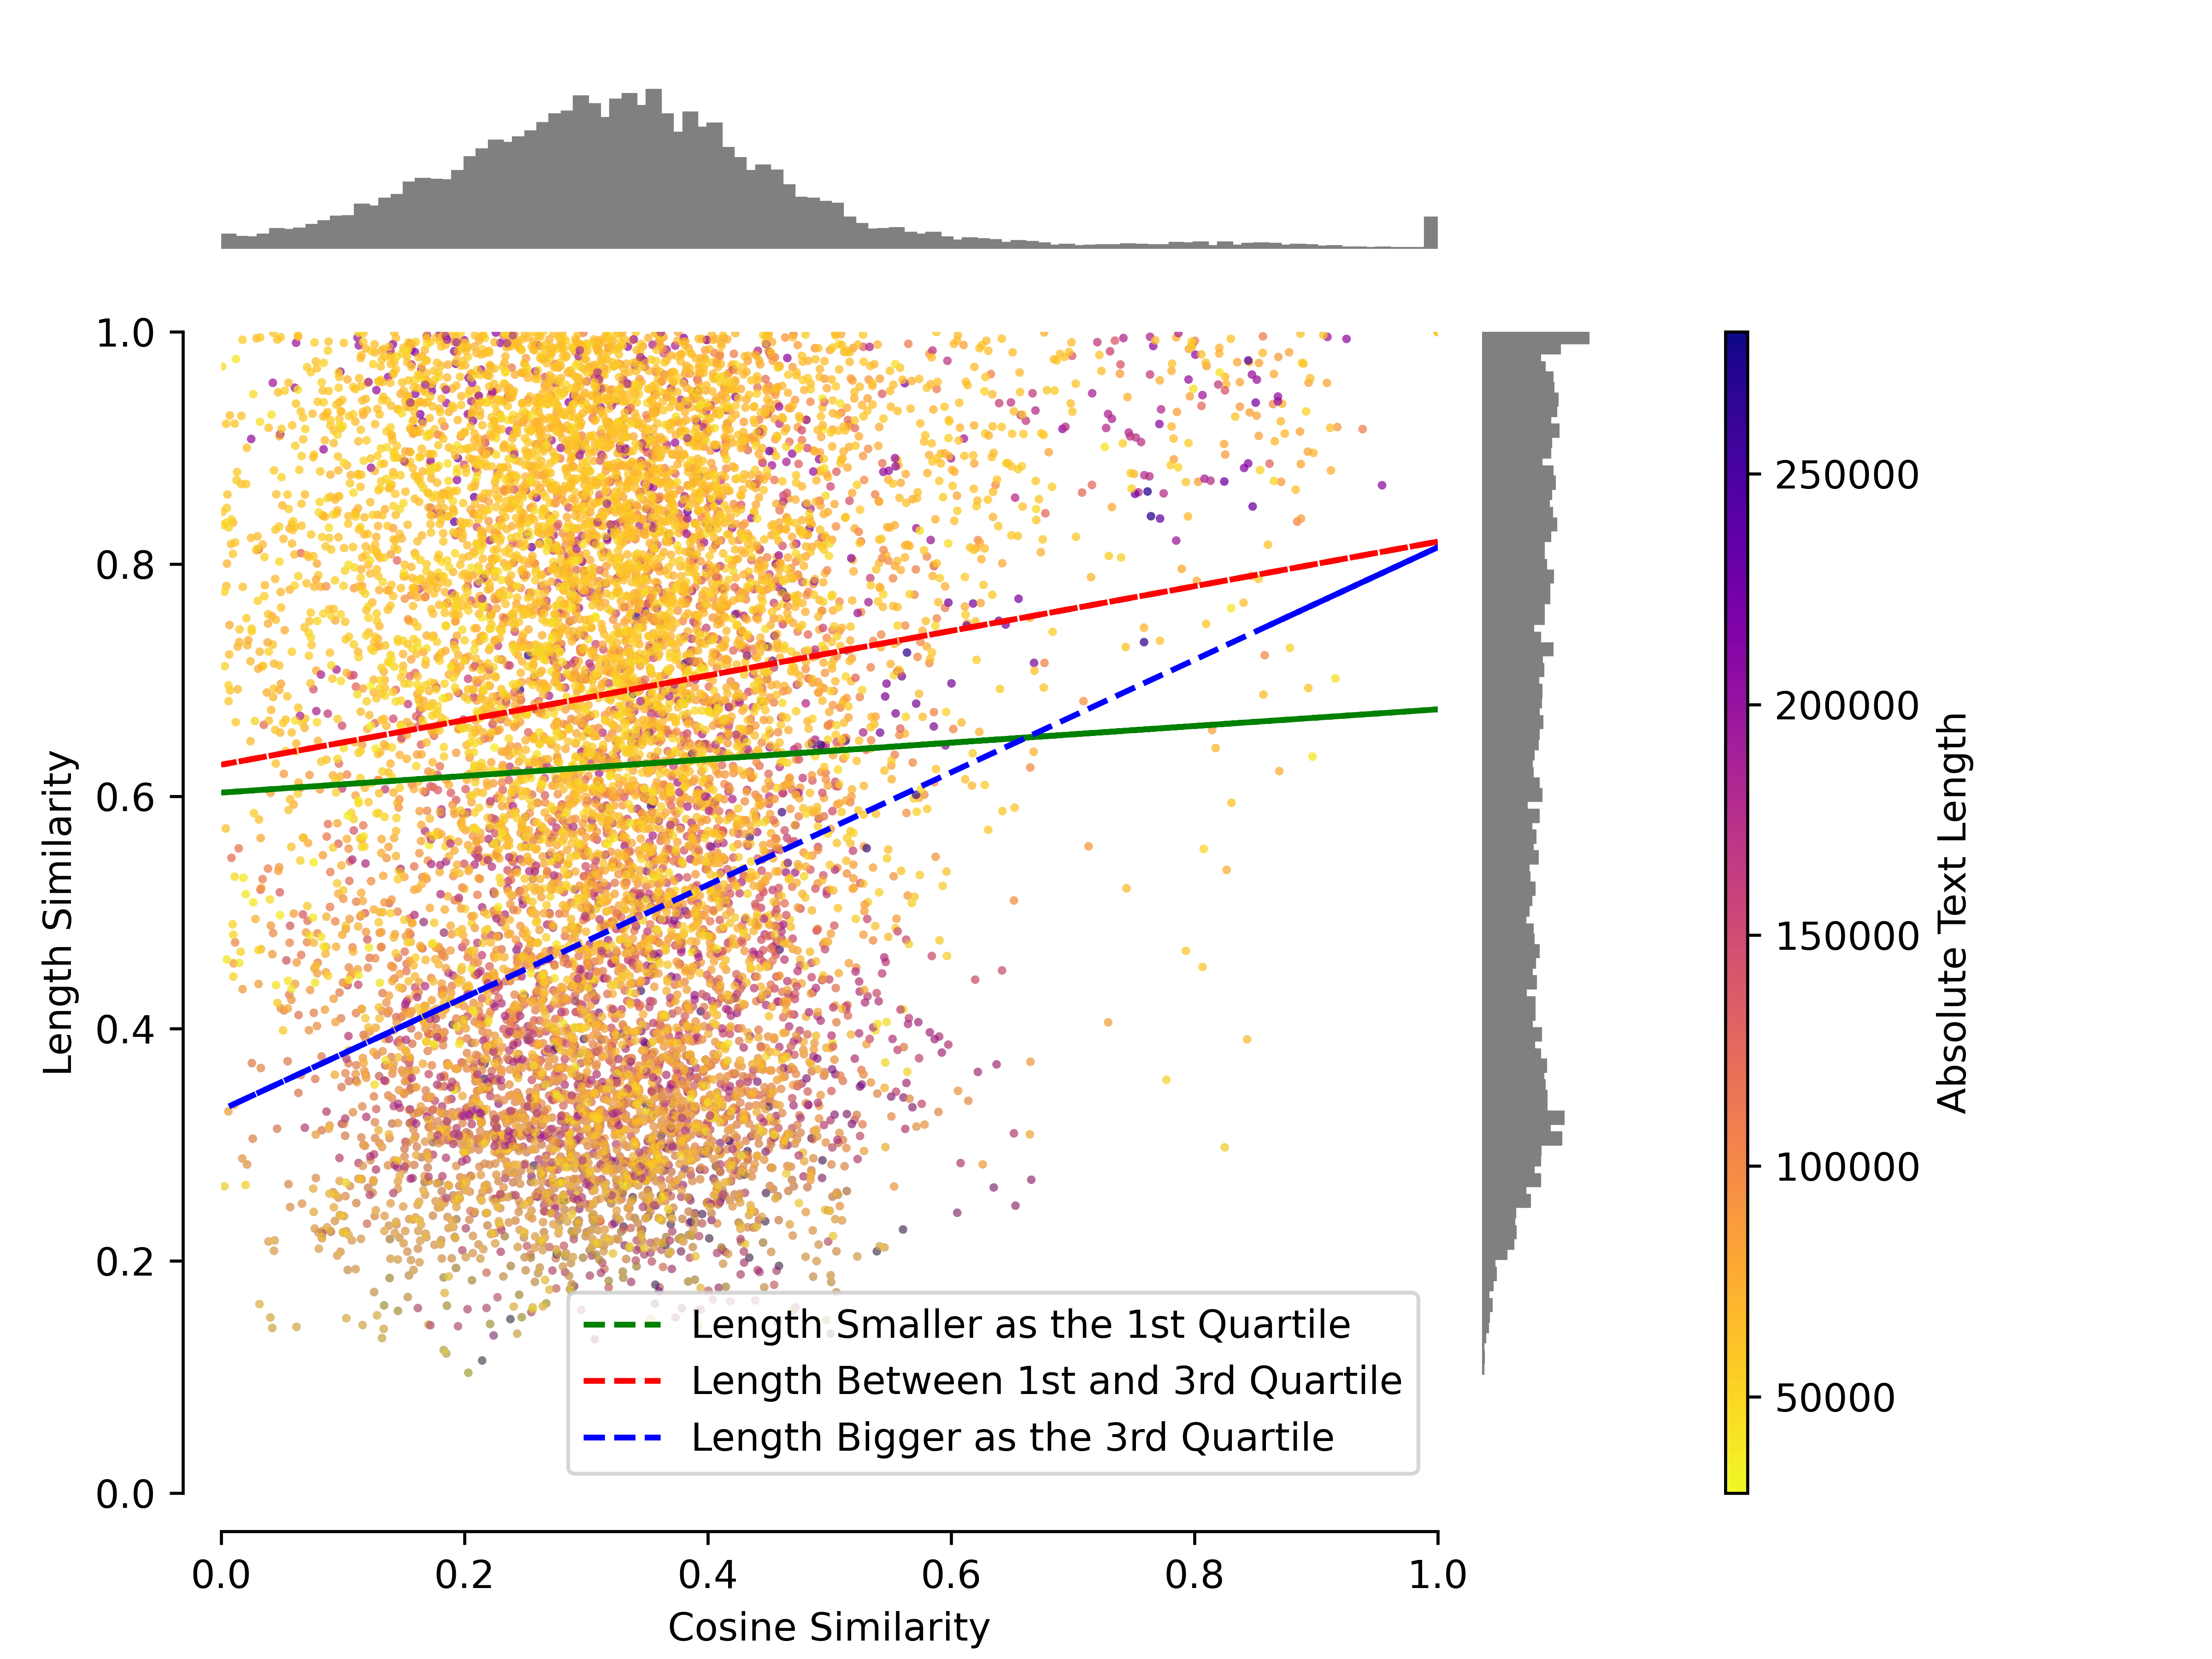 1.0
0.8
0.6
0.4
0.2
0.0
Length Similarity
0.0 0.2 0.4 0.6 0.8 1.0
Cosine Similarity
Length Smaller as the 1st Quartile
Length Between 1st and 3rd Quartile
Length Bigger as the 3rd Quartile
250000
200000
150000
100000
50000
Absolute Text Length